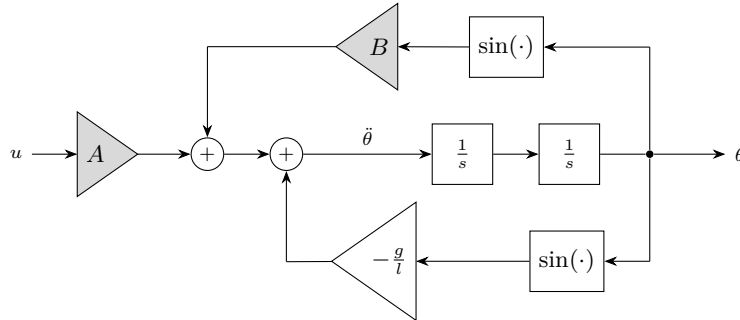 B
sin(·)
u
A
+
+
θ̈
1/s
1/s
θ
−g/l
sin(·)